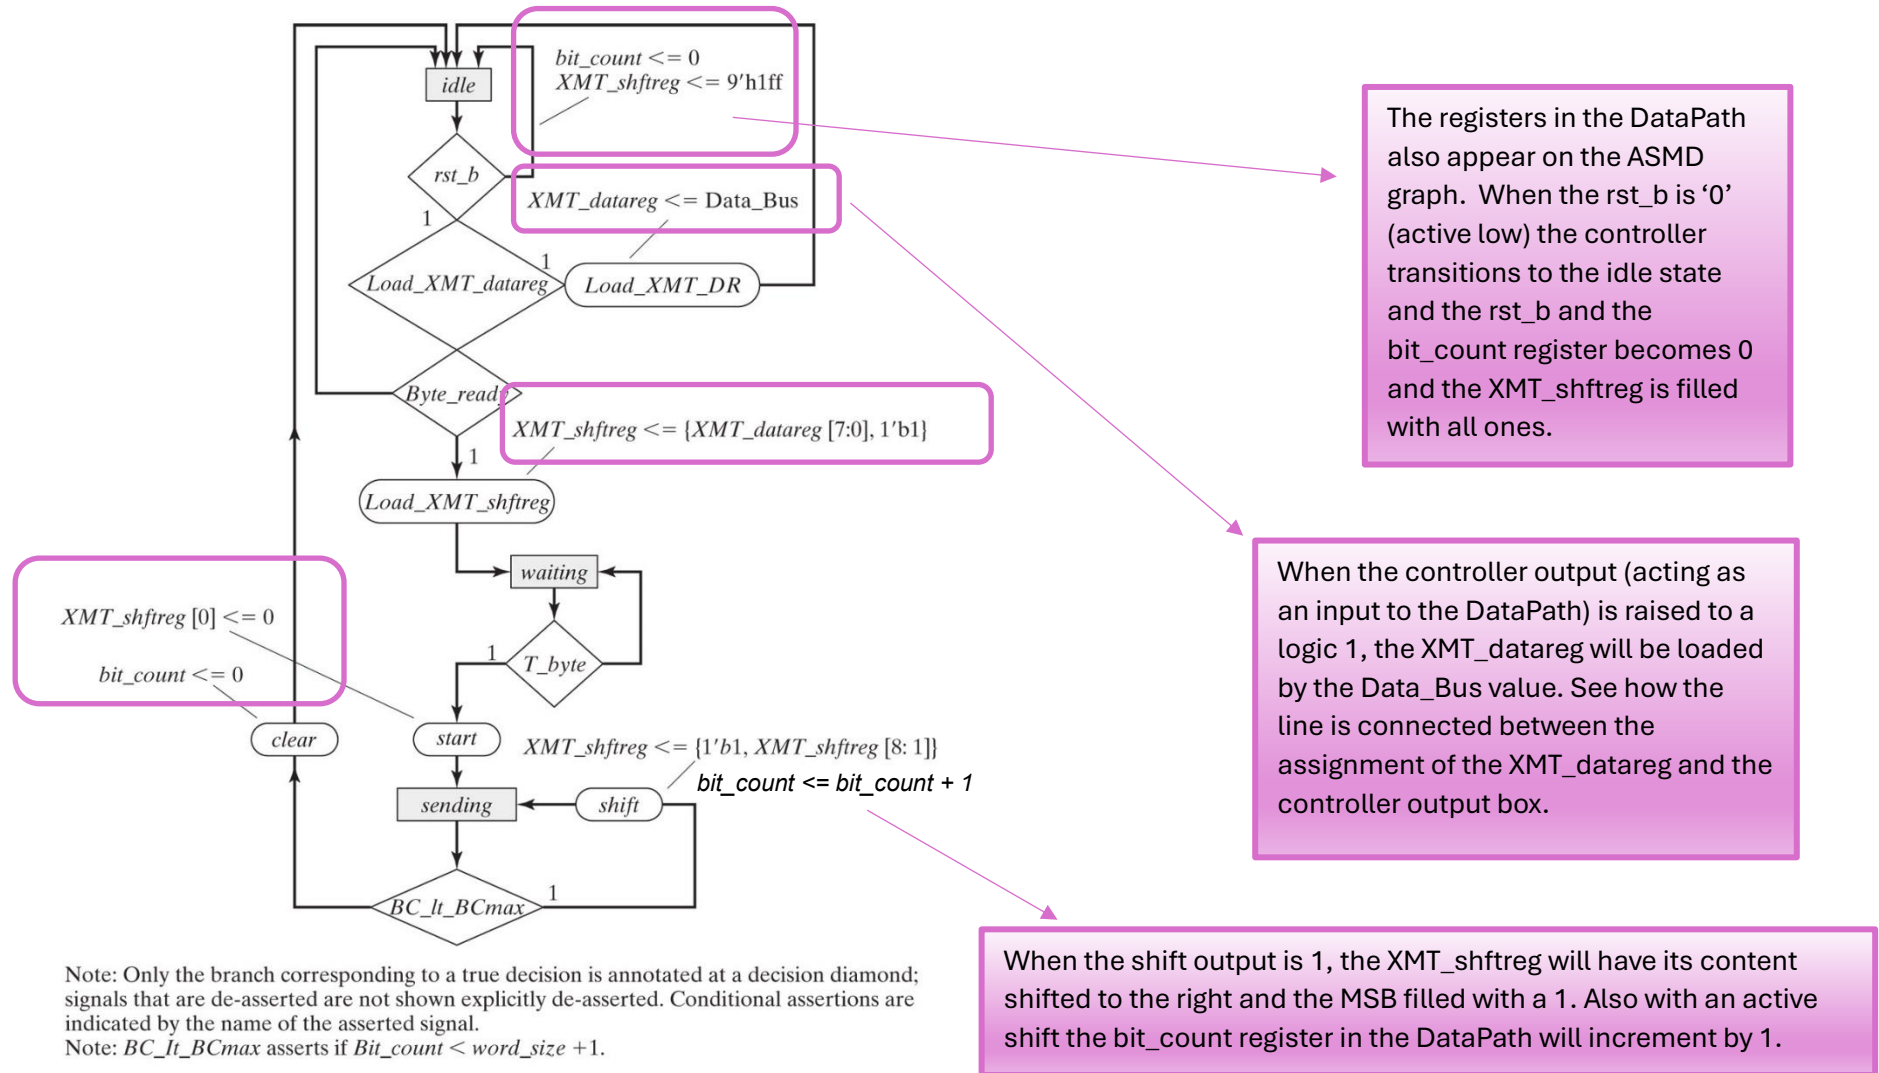 bit_count <= 0
XMT_shftreg <= 9'h1ff
idle
rst_b
1
XMT_datareg <= Data_Bus
Load_XMT_datareg
1
Load_XMT_DR
Byte_ready
XMT_shftreg <= {XMT_datareg [7:0], 1'b1}
1
Load_XMT_shftreg
waiting
XMT_shftreg [0] <= 0
1
T_byte
bit_count <= 0
clear
start
XMT_shftreg <= {1'b1, XMT_shftreg [8: 1]}
bit_count <= bit_count + 1
sending
shift
BC_lt_BCmax
1
Note: Only the branch corresponding to a true decision is annotated at a decision diamond;
signals that are de-asserted are not shown explicitly de-asserted. Conditional assertions are
indicated by the name of the asserted signal.
Note: BC_lt_BCmax asserts if Bit_count < word_size +1.
The registers in the DataPath
also appear on the ASMD
graph. When the rst_b is ‘0’
(active low) the controller
transitions to the idle state
and the rst_b and the
bit_count register becomes 0
and the XMT_shftreg is filled
with all ones.
When the controller output (acting as
an input to the DataPath) is raised to a
logic 1, the XMT_datareg will be loaded
by the Data_Bus value. See how the
line is connected between the
assignment of the XMT_datareg and the
controller output box.
When the shift output is 1, the XMT_shftreg will have its content
shifted to the right and the MSB filled with a 1. Also with an active
shift the bit_count register in the DataPath will increment by 1.